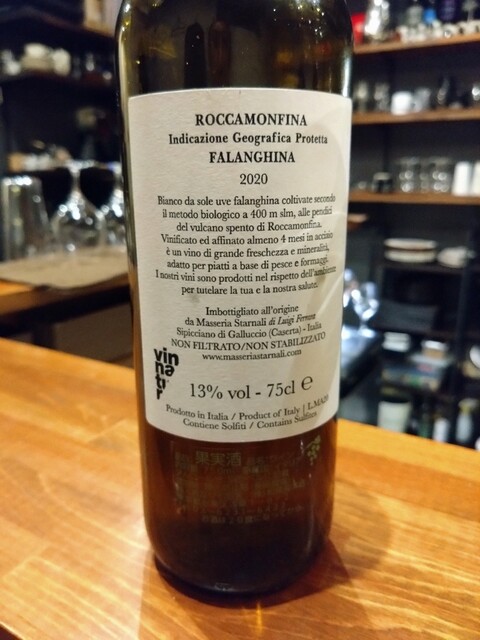 ROCCAMONFINA
Indicazione Geografica Protetta
FALANGHINA
2020
Bianco da sole uve falanghina coltivate secondo
il metodo biologico a 400 m slm, alle pendici
del vulcano spento di Roccamonfina.
Vinificato ed affinato almeno 4 mesi in acciaio
è un vino di grande freschezza e mineralità,
adatto per piatti a base di pesce e formaggi.
I nostri vini sono prodotti nel rispetto dell'ambiente
per tutelare la tua e la nostra salute.
Imbottigliato all'origine
da Masseria Starnali di Luigi Ferrara
Sipicciano di Galluccio (Caserta) - Italia
NON FILTRATO/NON STABILIZZATO
www.masseriastarnali.com
vin
nat
ur
13% vol - 75cl e
Prodotto in Italia / Product of Italy | L.MA20
Contiene Solfiti / Contains Sulfites
果実酒